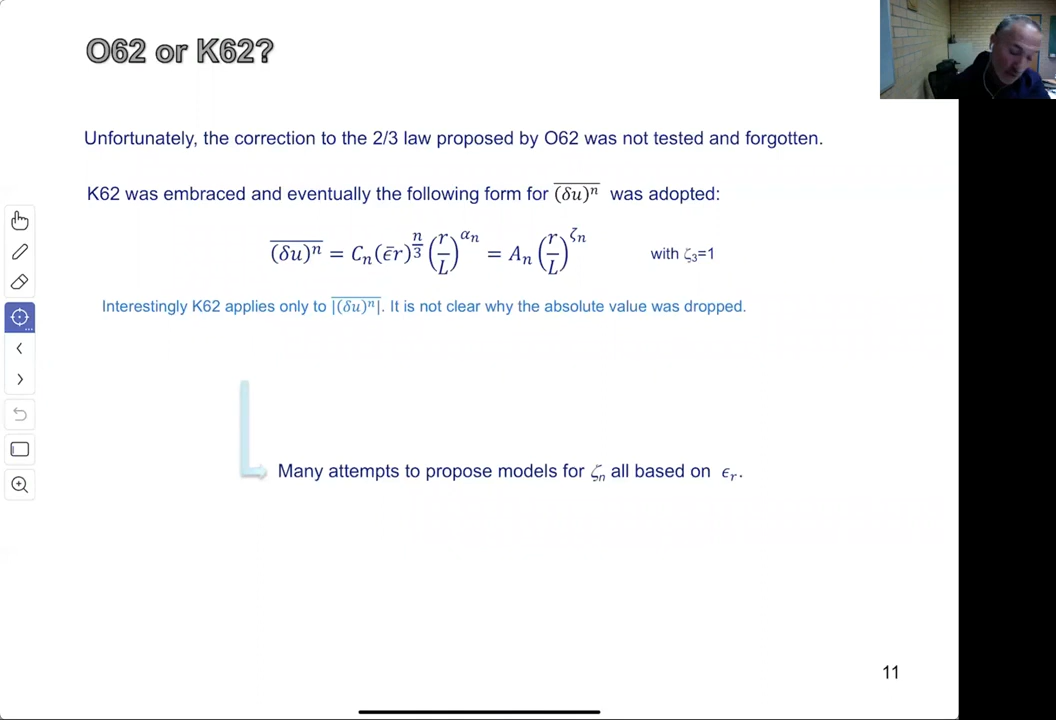 O62 or K62?
Unfortunately, the correction to the 2/3 law proposed by O62 was not tested and forgotten.
K62 was embraced and eventually the following form for $\overline{(\delta u)^n}$ was adopted:
$\overline{(\delta u)^n} = C_n(\bar{\epsilon}r)^{\frac{n}{3}}\left(\frac{r}{L}\right)^{\alpha_n} = A_n\left(\frac{r}{L}\right)^{\zeta_n}$ with $\zeta_3$=1
Interestingly K62 applies only to $\overline{|(\delta u)^n|}$. It is not clear why the absolute value was dropped.
Many attempts to propose models for $\zeta_n$ all based on $\epsilon_r$.
11